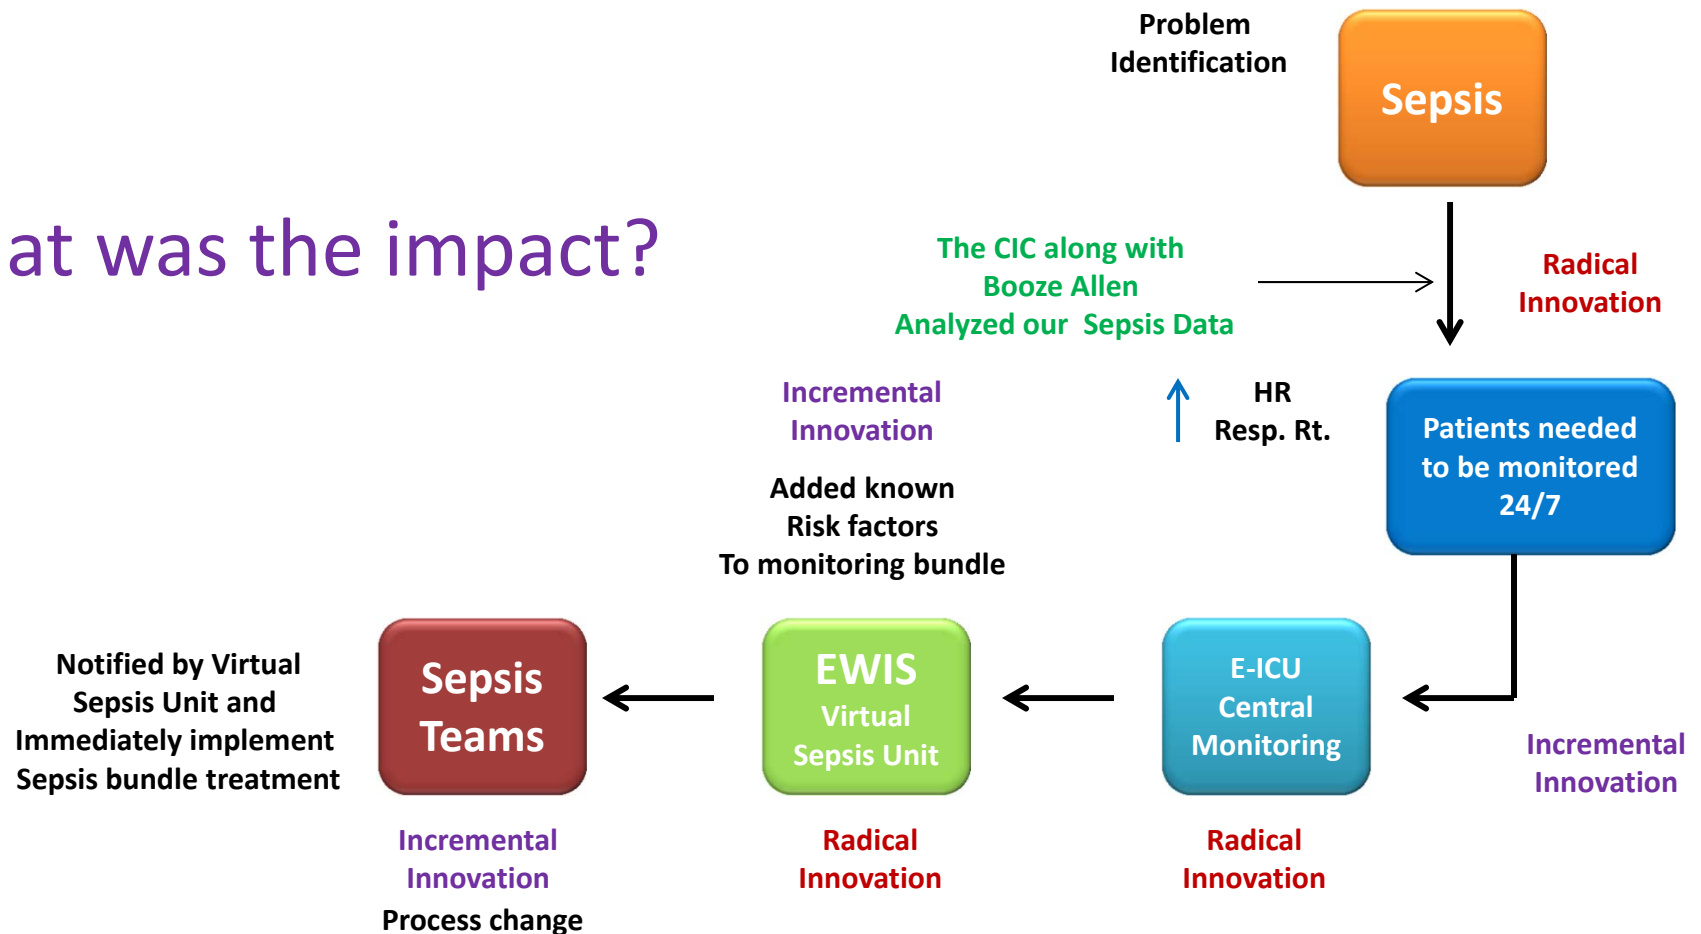 Problem
Identification
Sepsis
at was the impact?
The CIC along with
Booze Allen
Analyzed our  Sepsis Data
Radical
Innovation
Incremental
Innovation
HR
Resp. Rt.
Patients needed
to be monitored
24/7
Added known
Risk factors
To monitoring bundle
Notified by Virtual
Sepsis Unit and
Immediately implement
Sepsis bundle treatment
Sepsis
Teams
EWIS
Virtual
Sepsis Unit
E-ICU
Central
Monitoring
Incremental
Innovation
Incremental
Innovation
Process change
Radical
Innovation
Radical
Innovation